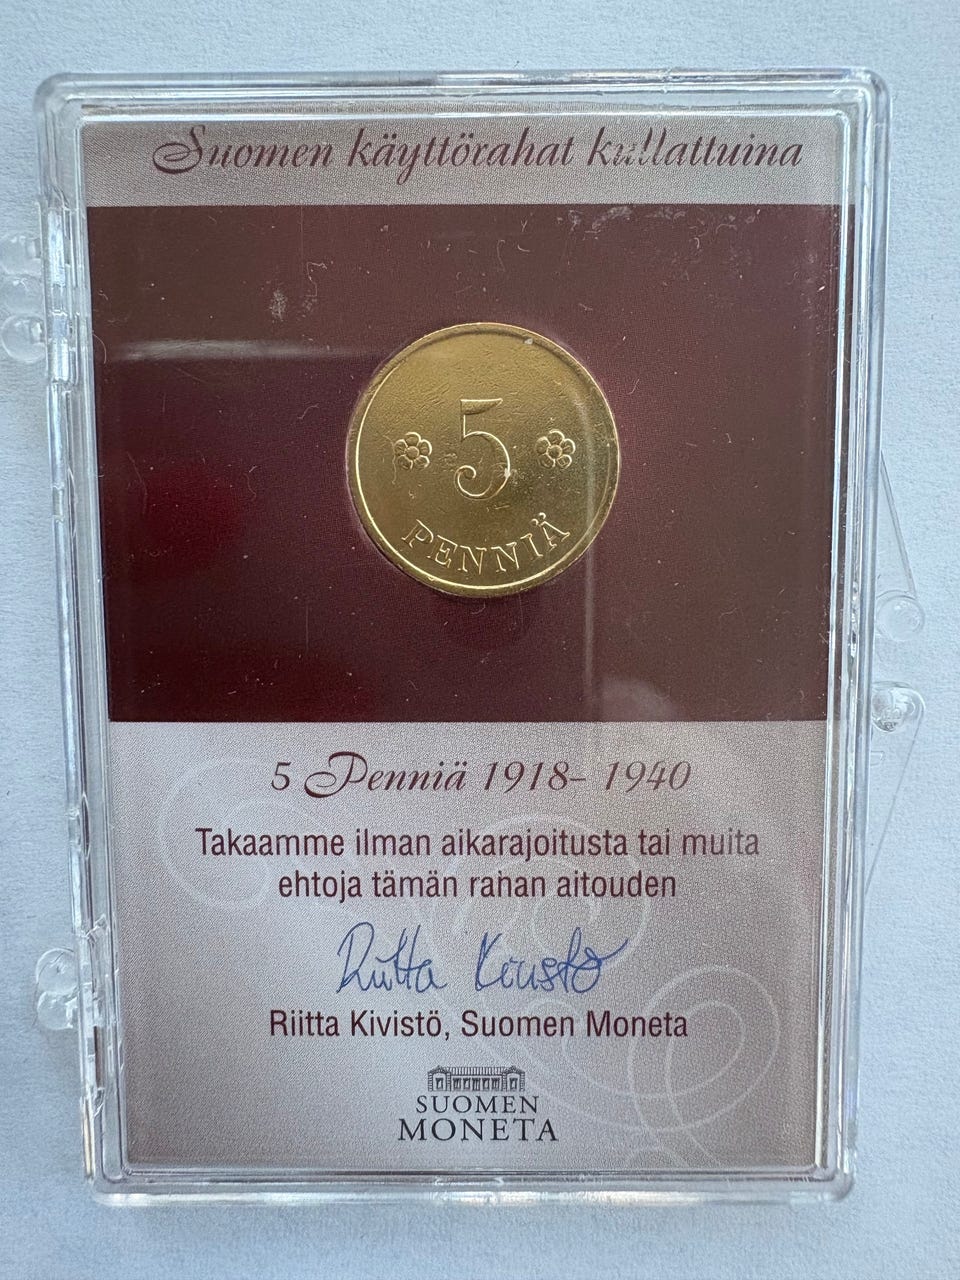 Suomen käyttörahat kullattuina
5
PENNIÄ
5 Penniä 1918- 1940
Takaamme ilman aikarajoitusta tai muita
ehtoja tämän rahan aitouden
Riitta Kivistö
Riitta Kivistö, Suomen Moneta
SUOMEN
MONETA